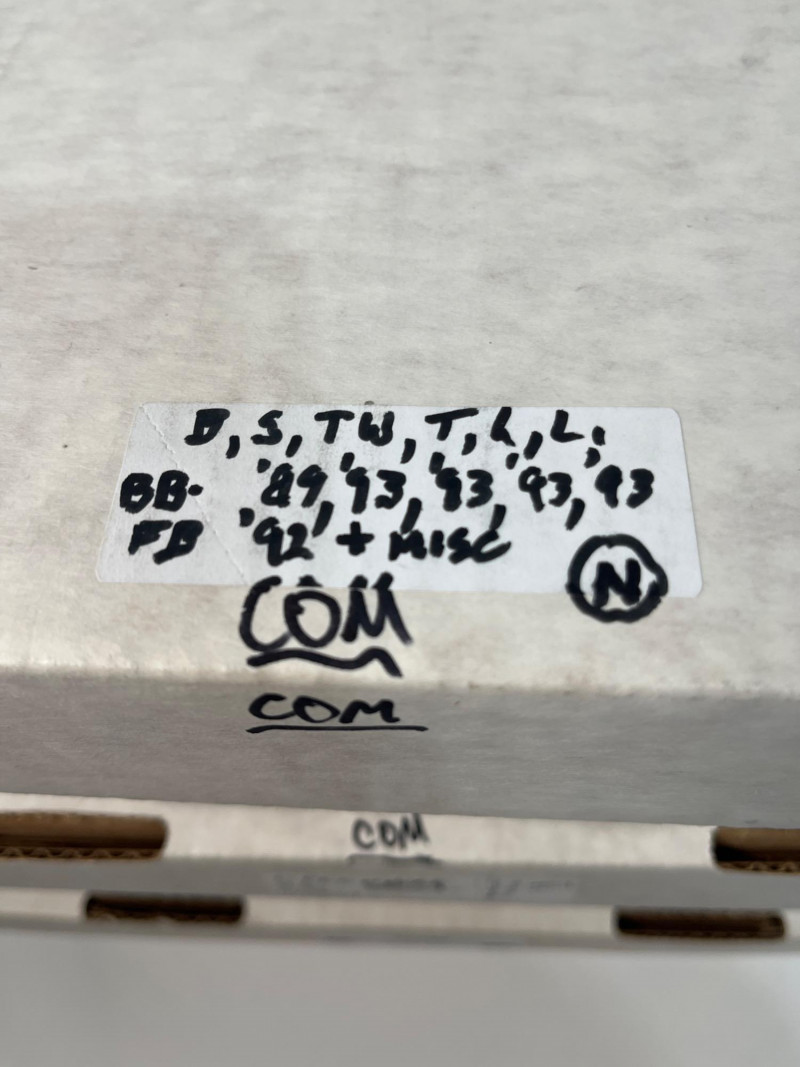 D, S, TW, T, L, L,
BB- '89, '93, '93, '93, '93
FB '92' + MISC
N
COM
COM
COM